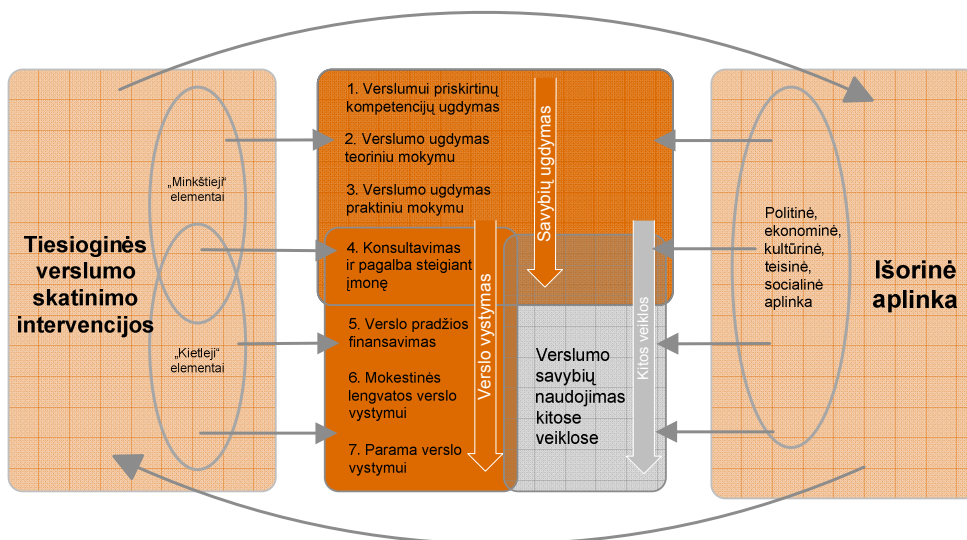 Tiesioginės
verslumo
skatinimo
intervencijos
„Minkštieji“
elementai
„Kietleji“
elementai
1. Verslumui priskirtinų
kompetencijų ugdymas
2. Verslumo ugdymas
teoriniu mokymu
3. Verslumo ugdymas
praktiniu mokymu
4. Konsultavimas
ir pagalba steigiant
įmonę
5. Verslo pradžios
finansavimas
6. Mokestinės
lengvatos verslo
vystymui
7. Parama verslo
vystymui
Savybių ugdymas
Verslo vystymas
Kitos veiklos
Verslumo
savybių
naudojimas
kitose
veiklose
Politinė,
ekonominė,
kultūrinė,
teisinė,
socialinė
aplinka
Išorinė
aplinka